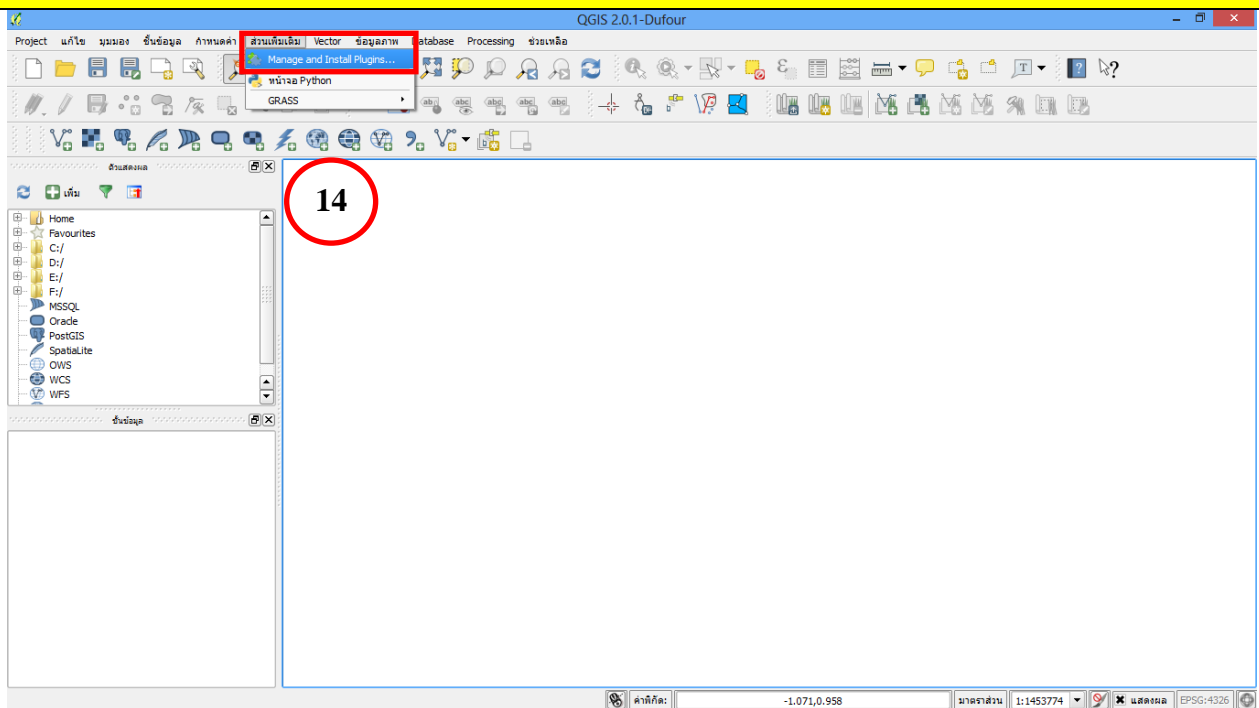 QGIS 2.0.1-Dufour
Project แก้ไข มุมมอง ชั้นข้อมูล กำหนดค่า ส่วนเพิ่มเติม Vector ข้อมูลภาพ Database Processing ช่วยเหลือ
Manage and Install Plugins...
หน้าจอ Python
GRASS
ตัวแสดงผล
เพิ่ม
14
Home
Favourites
C:/
D:/
E:/
F:/
MSSQL
Oracle
PostGIS
SpatiaLite
OWS
WCS
WFS
ชั้นข้อมูล
ค่าพิกัด: -1.071,0.958 มาตราส่วน 1:1453774 แสดงผล EPSG:4326